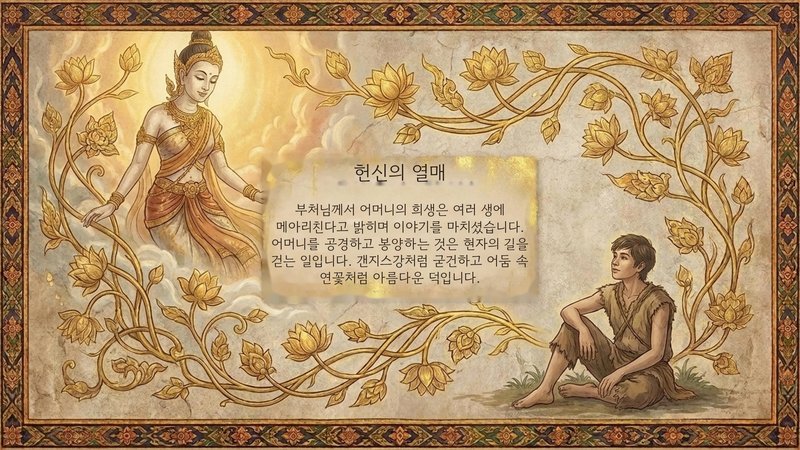 헌신의 열매
부처님께서 어머니의 희생은 여러 생에
메아리친다고 밝히며 이야기를 마치셨습니다.
어머니를 공경하고 봉양하는 것은 현자의 길을
걷는 일입니다. 갠지스강처럼 굳건하고 어둠 속
연꽃처럼 아름다운 덕입니다.